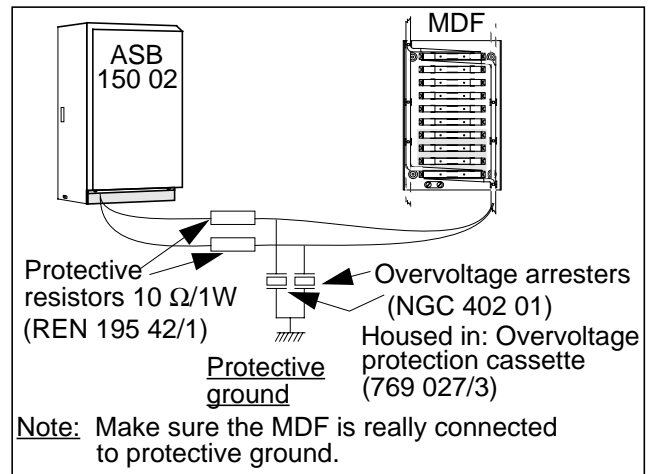 ASB
150 02
MDF
Protective
resistors 10 Ω/1W
(REN 195 42/1)
Overvoltage arresters
(NGC 402 01)
Housed in: Overvoltage
protection cassette
(769 027/3)
Protective
ground
Note: Make sure the MDF is really connected
to protective ground.